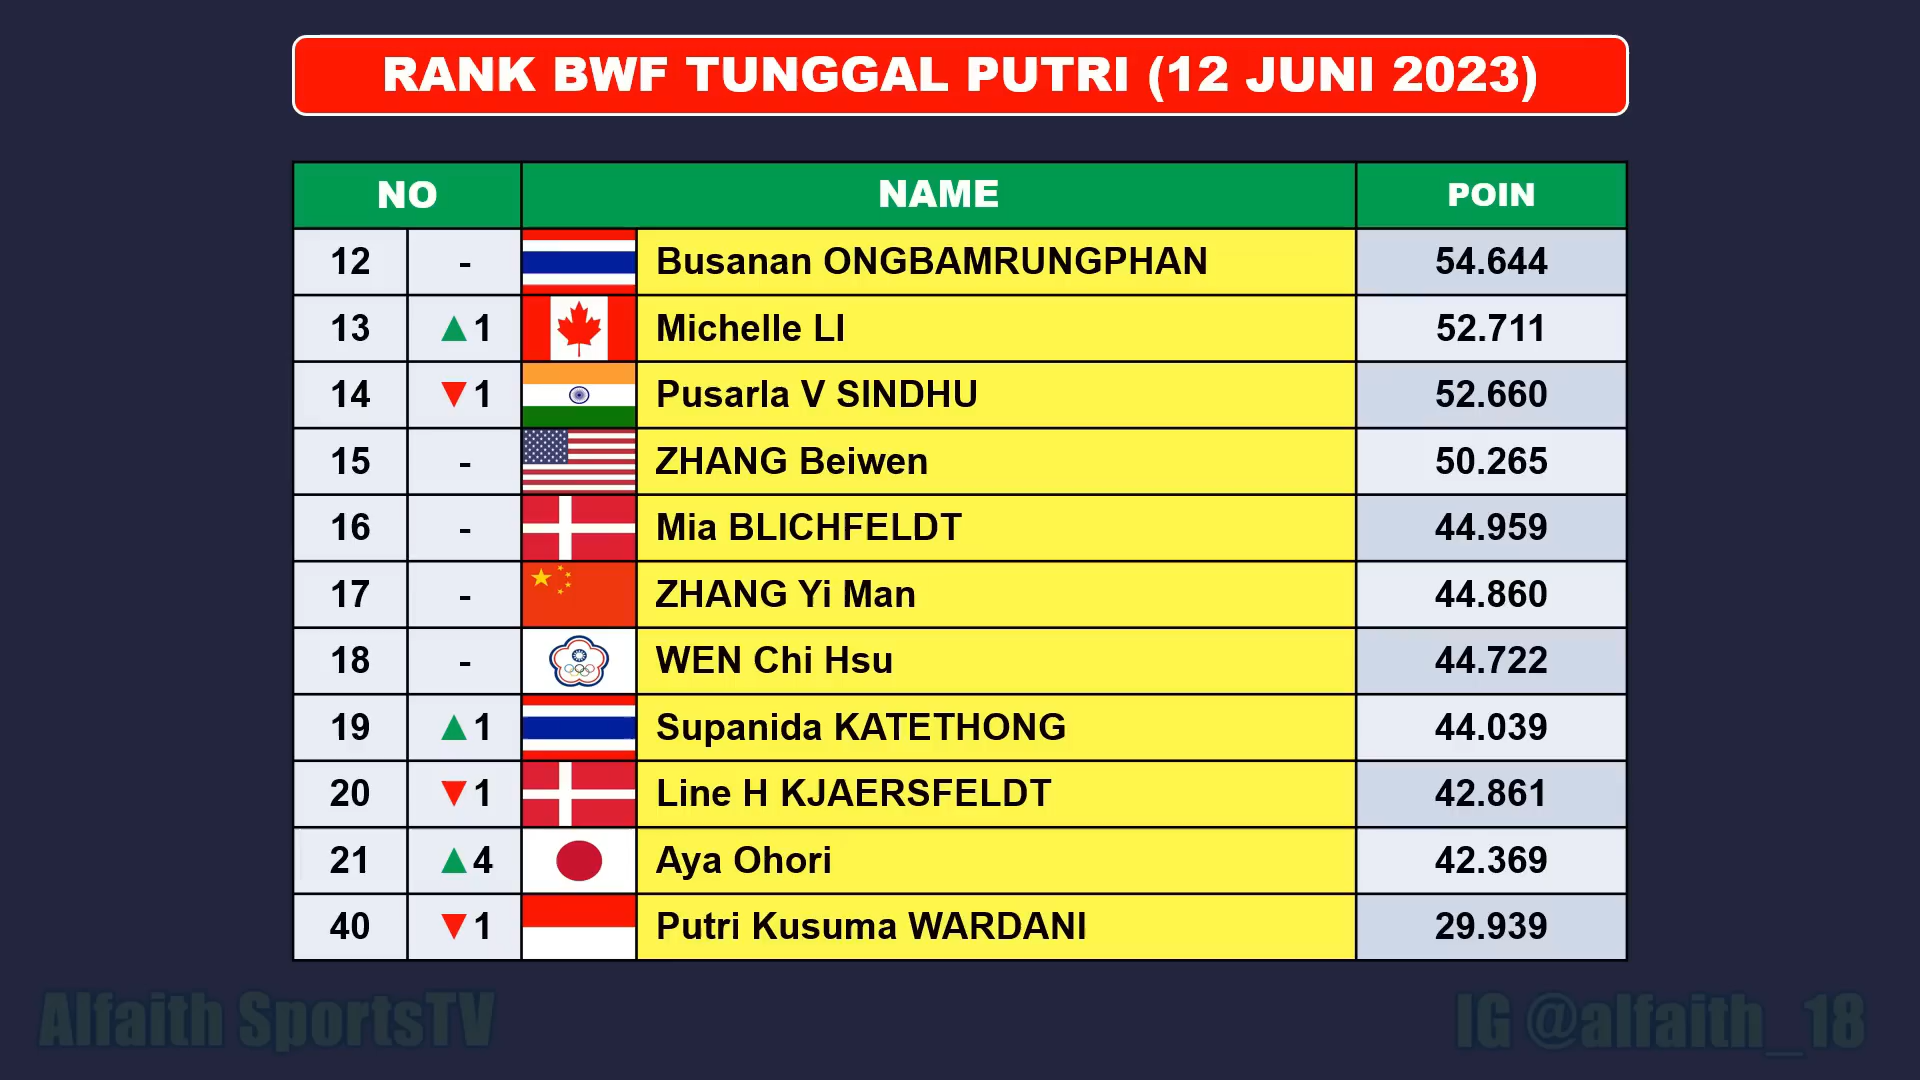 RANK BWF TUNGGAL PUTRI (12 JUNI 2023)
NO NAME POIN
12 - Busanan ONGBAMRUNGPHAN 54.644
13 ▲1 Michelle LI 52.711
14 ▼1 Pusarla V SINDHU 52.660
15 - ZHANG Beiwen 50.265
16 - Mia BLICHFELDT 44.959
17 - ZHANG Yi Man 44.860
18 - WEN Chi Hsu 44.722
19 ▲1 Supanida KATETHONG 44.039
20 ▼1 Line H KJAERSFELDT 42.861
21 ▲4 Aya Ohori 42.369
40 ▼1 Putri Kusuma WARDANI 29.939
Alfaith SportsTV IG @alfaith_18